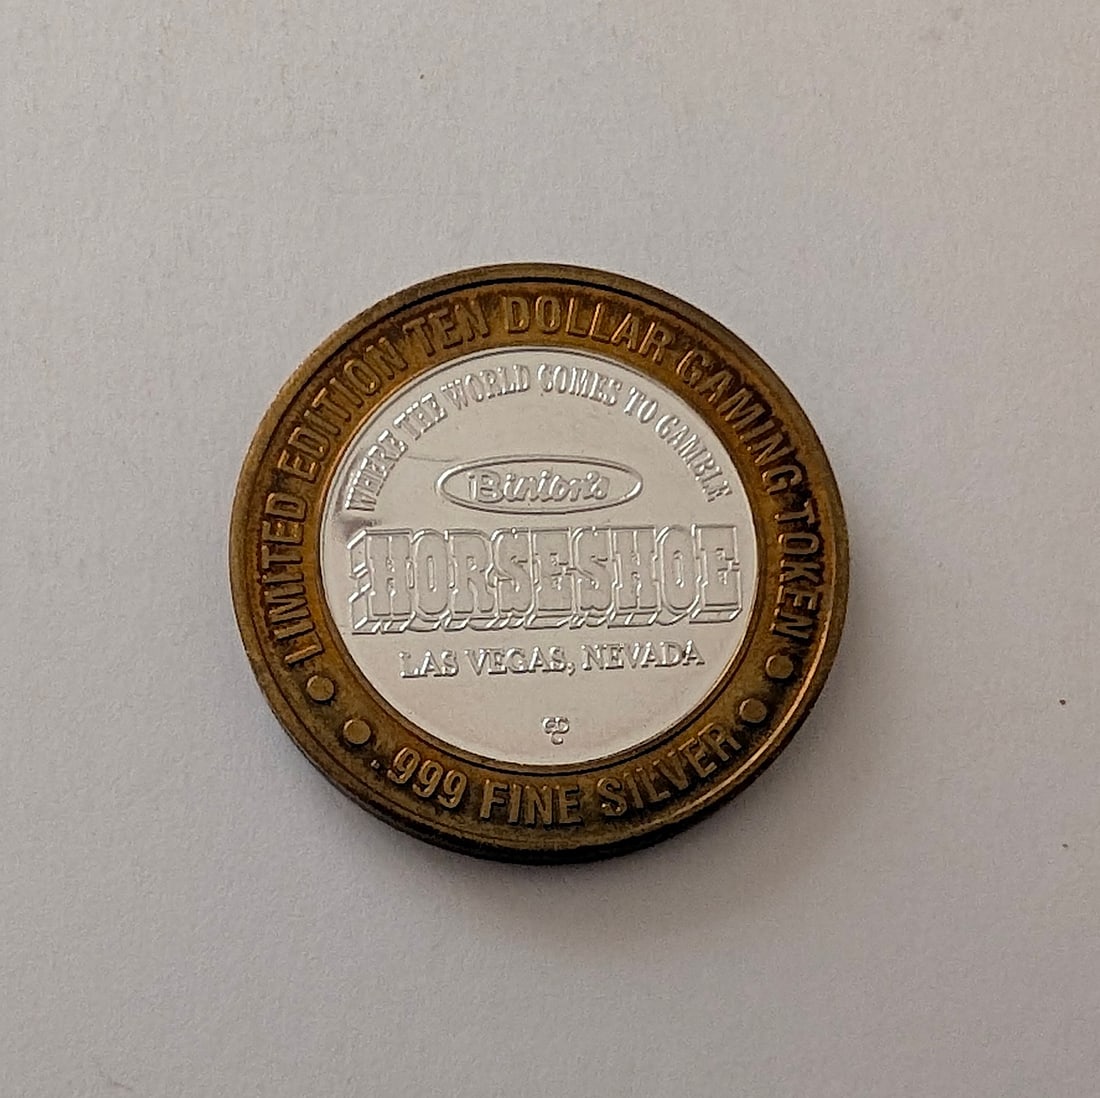 LIMITED EDITION TEN DOLLAR GAMING TOKEN
WHERE THE WORLD COMES TO GAMBLE
Binion's
HORSESHOE
LAS VEGAS, NEVADA
.999 FINE SILVER